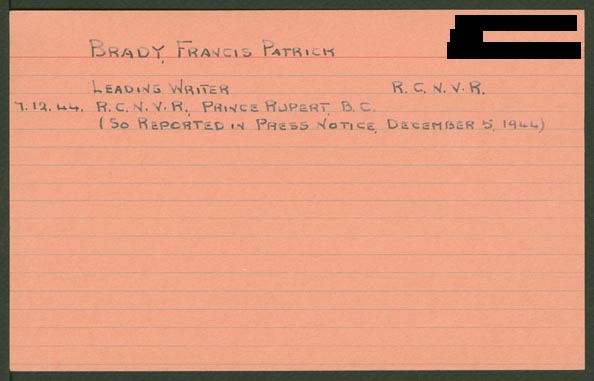 BRADY, FRANCIS PATRICK
LEADING WRITER R.C.N.V.R.
7.12.44. R.C.N.V.R., PRINCE RUPERT, B.C.
(SO REPORTED IN PRESS NOTICE, DECEMBER 5, 1944)